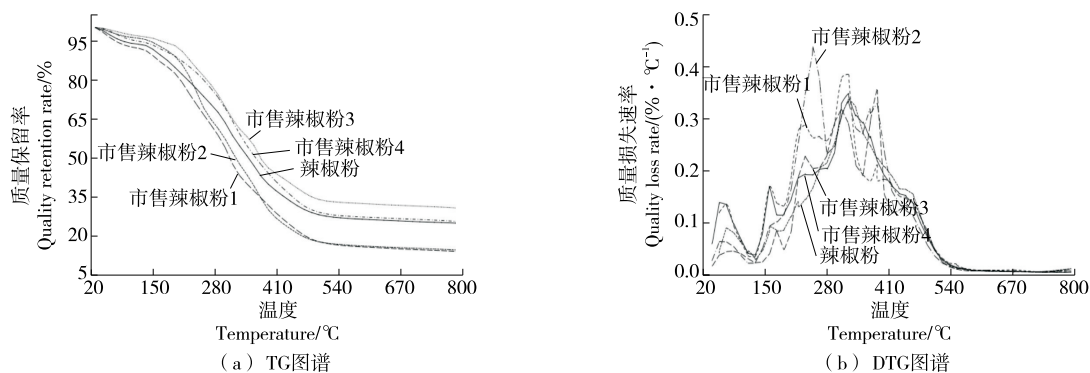 质量保留率
Quality retention rate/%
95
80
65
50
35
20
5
20
150
280
410
540
670
800
市售辣椒粉3
市售辣椒粉4
辣椒粉
市售辣椒粉2
市售辣椒粉1
温度
Temperature/℃
（a）TG图谱
质量损失速率
Quality loss rate/(%·℃⁻¹)
0.5
0.4
0.3
0.2
0.1
0.0
20
150
280
410
540
670
800
市售辣椒粉2
市售辣椒粉1
市售辣椒粉3
市售辣椒粉4
辣椒粉
温度
Temperature/℃
（b）DTG图谱